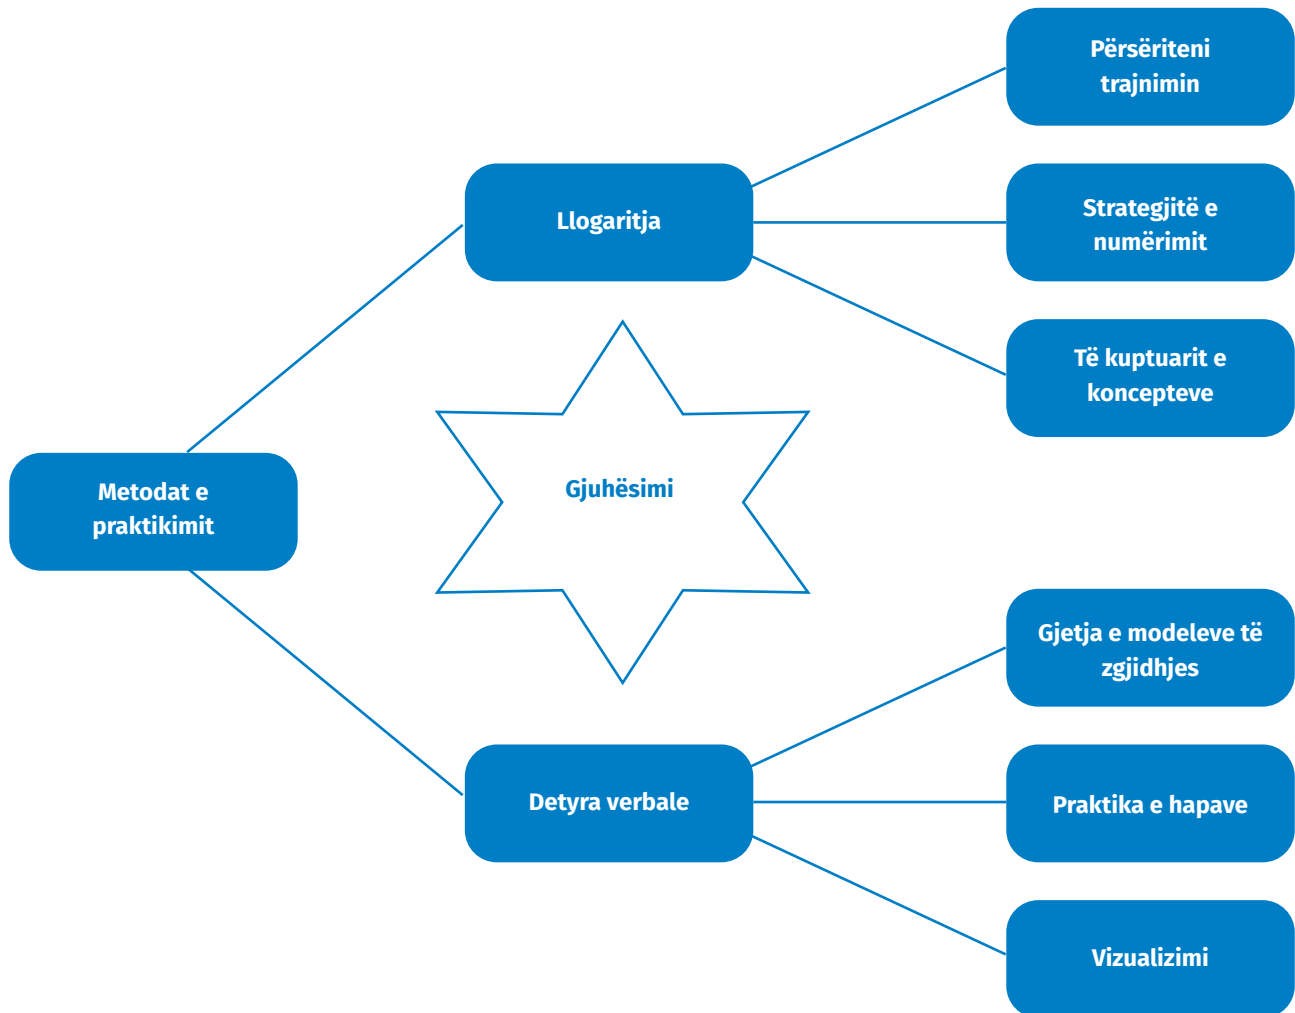 Përsëriteni
trajnimin
Llogaritja
Strategjitë e
numërimit
Të kuptuarit e
koncepteve
Gjuhësimi
Metodat e
praktikimit
Gjetja e modeleve të
zgjidhjes
Detyra verbale
Praktika e hapave
Vizualizimi